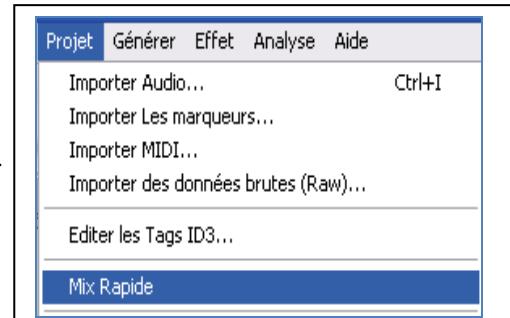 Projet Générer Effet Analyse Aide
Importer Audio... Ctrl+I
Importer Les marqueurs...
Importer MIDI...
Importer des données brutes (Raw)...
Editer les Tags ID3...
Mix Rapide